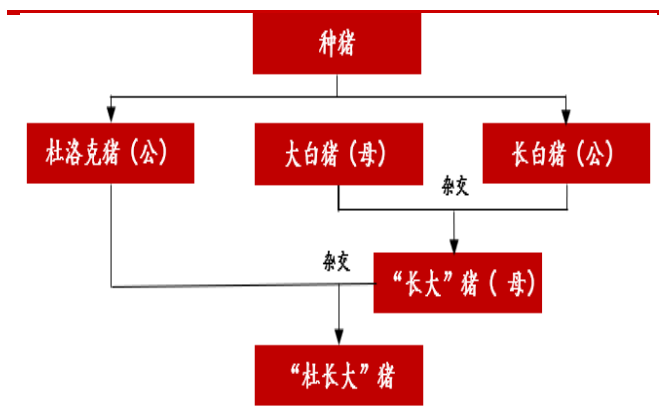 种猪
杜洛克猪（公）
大白猪（母）
长白猪（公）
杂交
杂交
“长大”猪（ 母）
“杜长大”猪